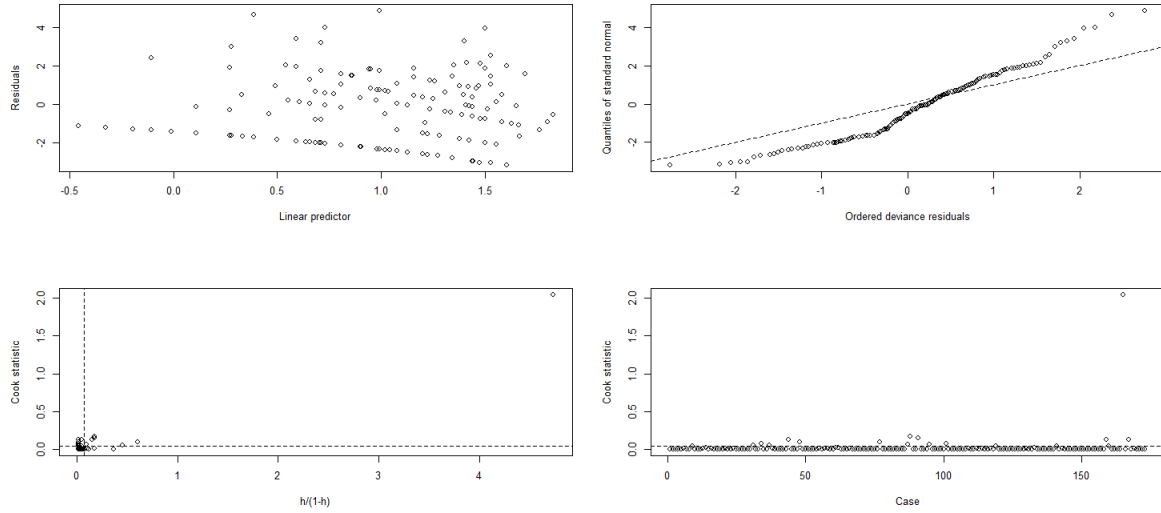 Residuals
4
2
0
-2
-0.5 0.0 0.5 1.0 1.5
Linear predictor
Quantiles of standard normal
4
2
0
-2
-2 -1 0 1 2
Ordered deviance residuals
Cook statistic
2.0
1.5
1.0
0.5
0.0
0 1 2 3 4
h/(1-h)
Cook statistic
2.0
1.5
1.0
0.5
0.0
0 50 100 150
Case